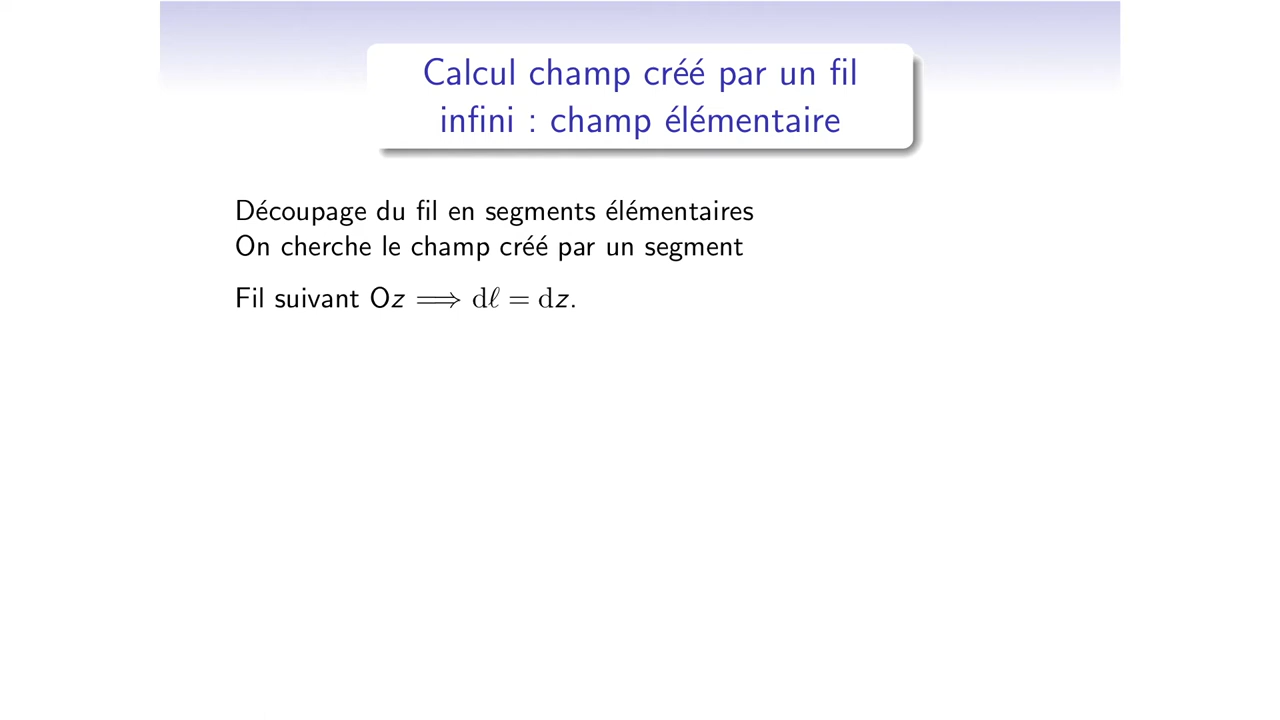 Calcul champ créé par un fil
infini : champ élémentaire
Découpage du fil en segments élémentaires
On cherche le champ créé par un segment
Fil suivant Oz ⟹ dℓ = dz.